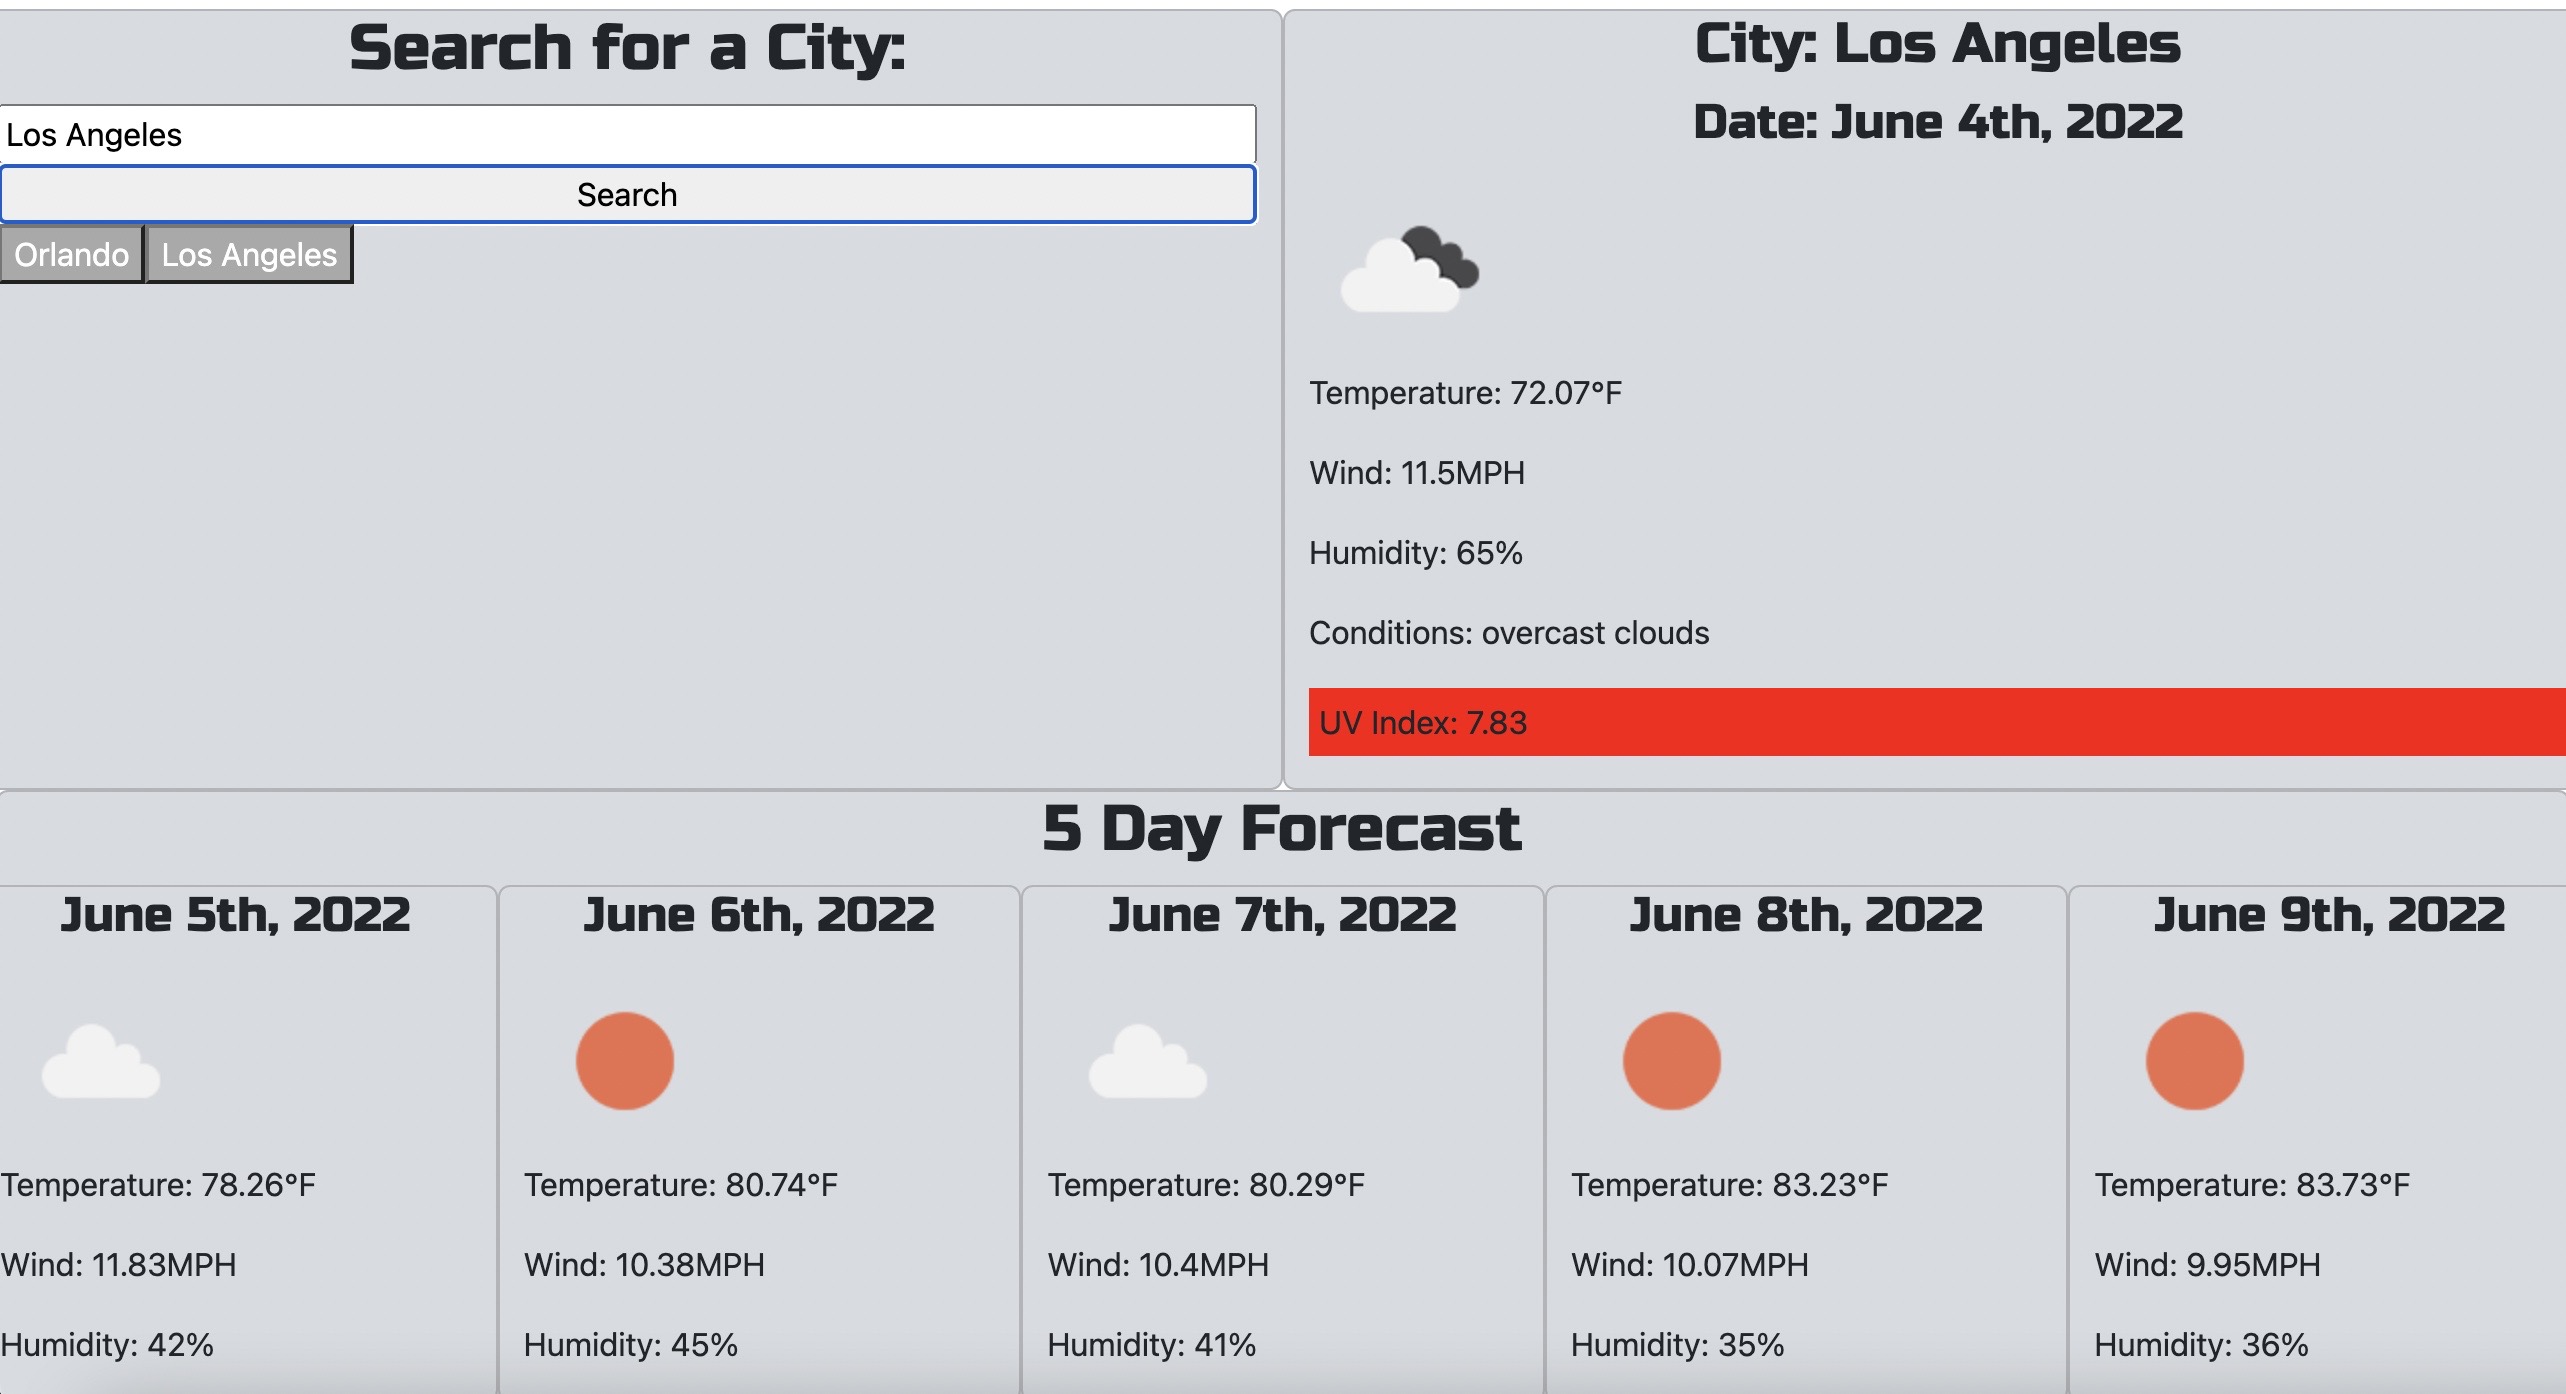 Search for a City:
Los Angeles
Search
Orlando
Los Angeles
City: Los Angeles
Date: June 4th, 2022
Temperature: 72.07°F
Wind: 11.5MPH
Humidity: 65%
Conditions: overcast clouds
UV Index: 7.83
5 Day Forecast
June 5th, 2022
Temperature: 78.26°F
Wind: 11.83MPH
Humidity: 42%
June 6th, 2022
Temperature: 80.74°F
Wind: 10.38MPH
Humidity: 45%
June 7th, 2022
Temperature: 80.29°F
Wind: 10.4MPH
Humidity: 41%
June 8th, 2022
Temperature: 83.23°F
Wind: 10.07MPH
Humidity: 35%
June 9th, 2022
Temperature: 83.73°F
Wind: 9.95MPH
Humidity: 36%